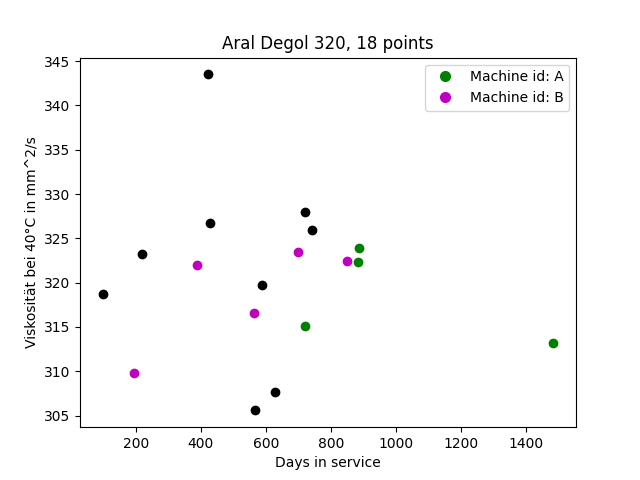 Aral Degol 320, 18 points
345
340
335
330
325
320
315
310
305
Viskosität bei 40°C in mm^2/s
Machine id: A
Machine id: B
200 400 600 800 1000 1200 1400
Days in service